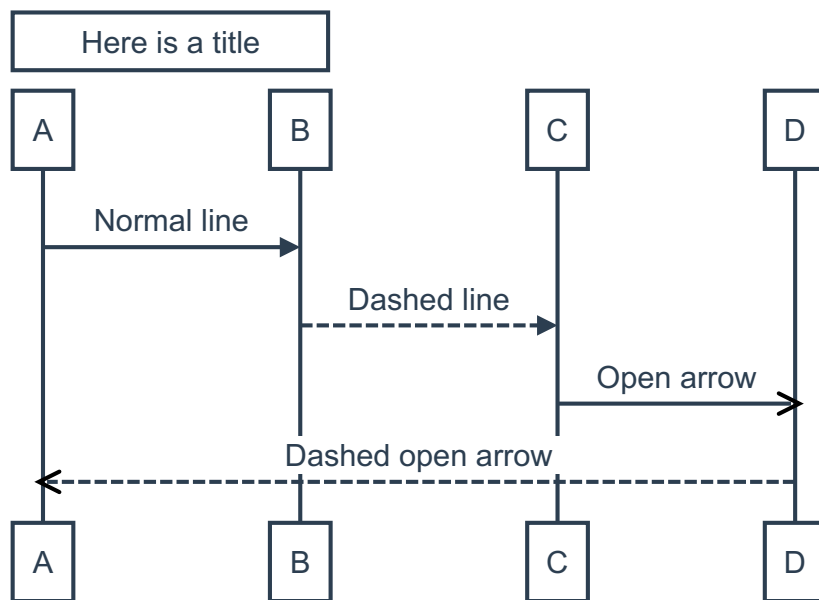 Here is a title
A B C D
Normal line
Dashed line
Open arrow
Dashed open arrow
A B C D